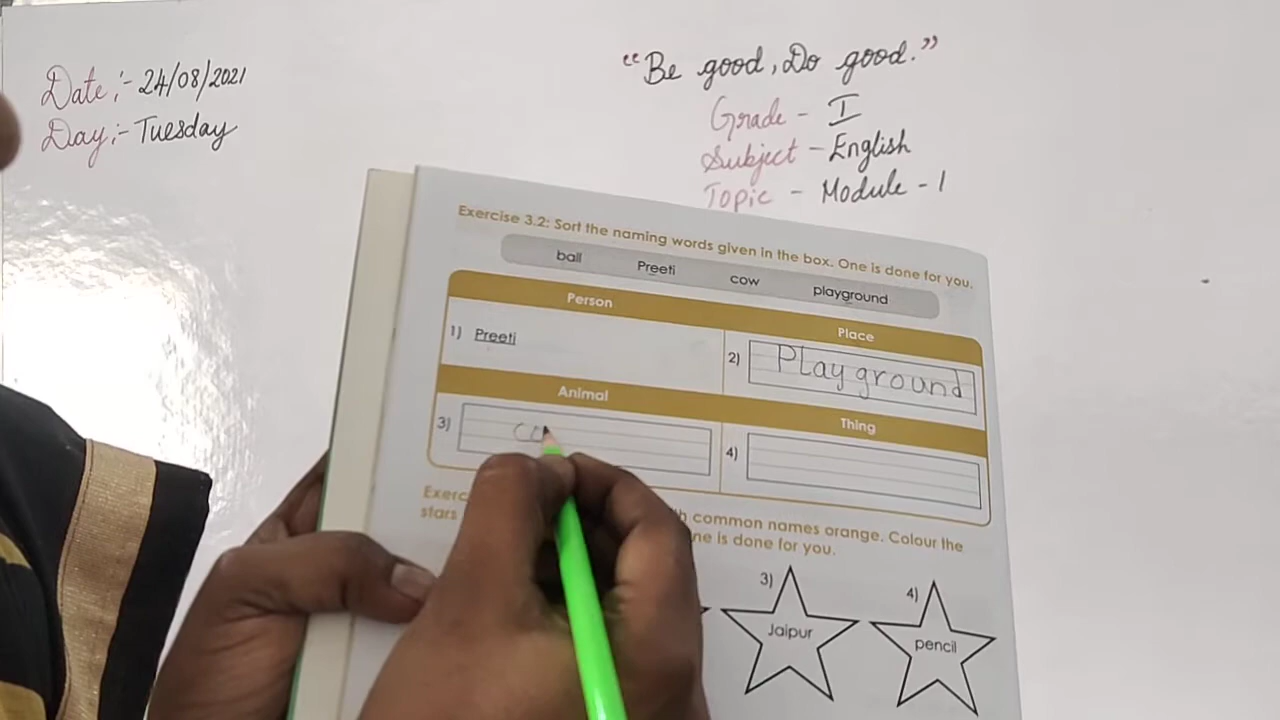 Date :- 24/08/2021
Day :- Tuesday
“Be good, Do good.”
Grade - I
Subject - English
Topic - Module - 1
Exercise 3.2: Sort the naming words given in the box. One is done for you.
ball Preeti cow playground
Person Place
1) Preeti 2) Playground
Animal Thing
3) co 4)
common names orange. Colour the
stars is done for you.
3) Jaipur
4) pencil